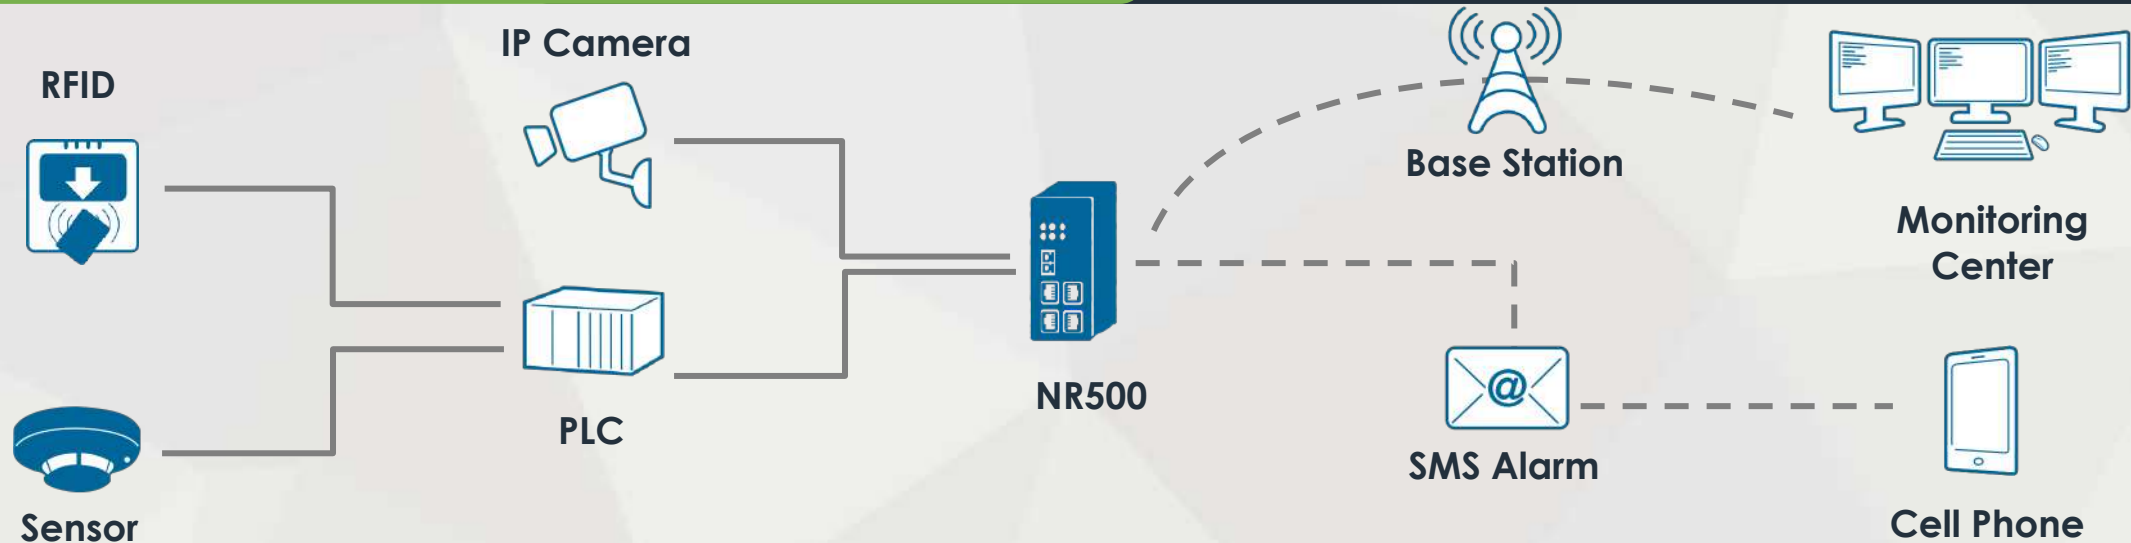 IP Camera
RFID
Base Station
Monitoring
Center
NR500
PLC
SMS Alarm
@
Sensor
Cell Phone